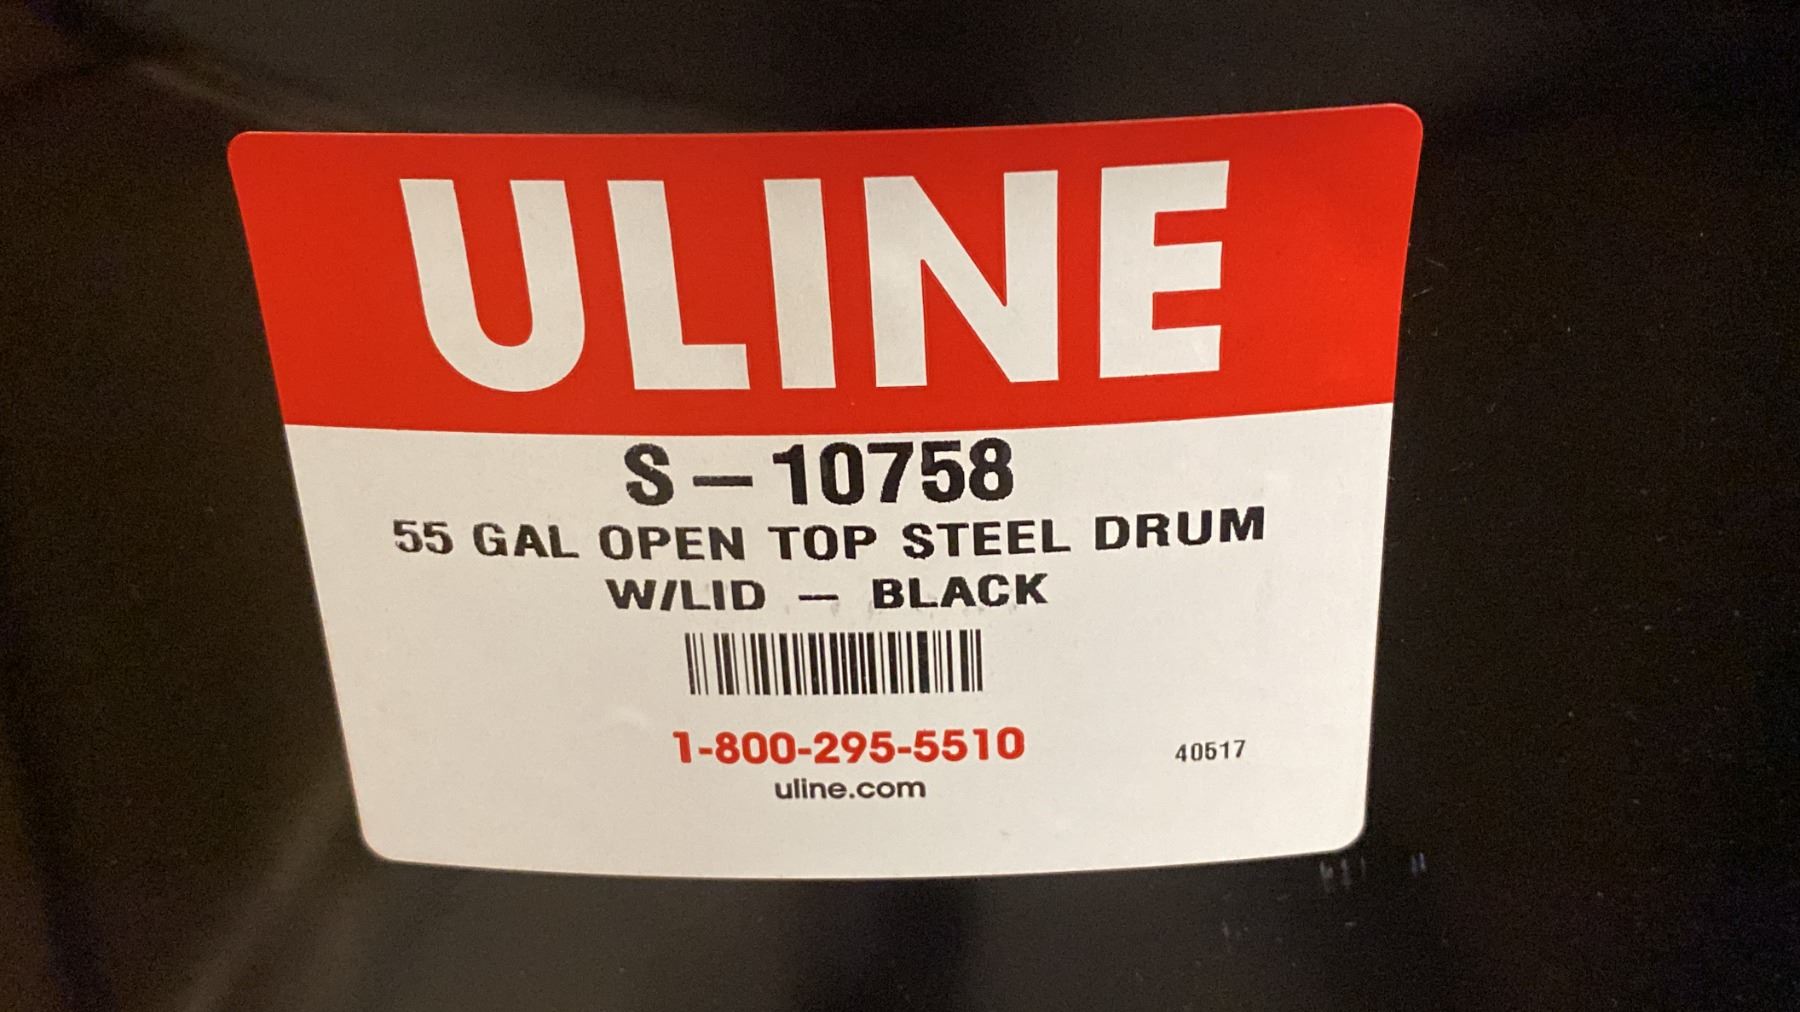 ULINE
S – 10758
55 GAL OPEN TOP STEEL DRUM
W/LID – BLACK
1-800-295-5510
40517
uline.com